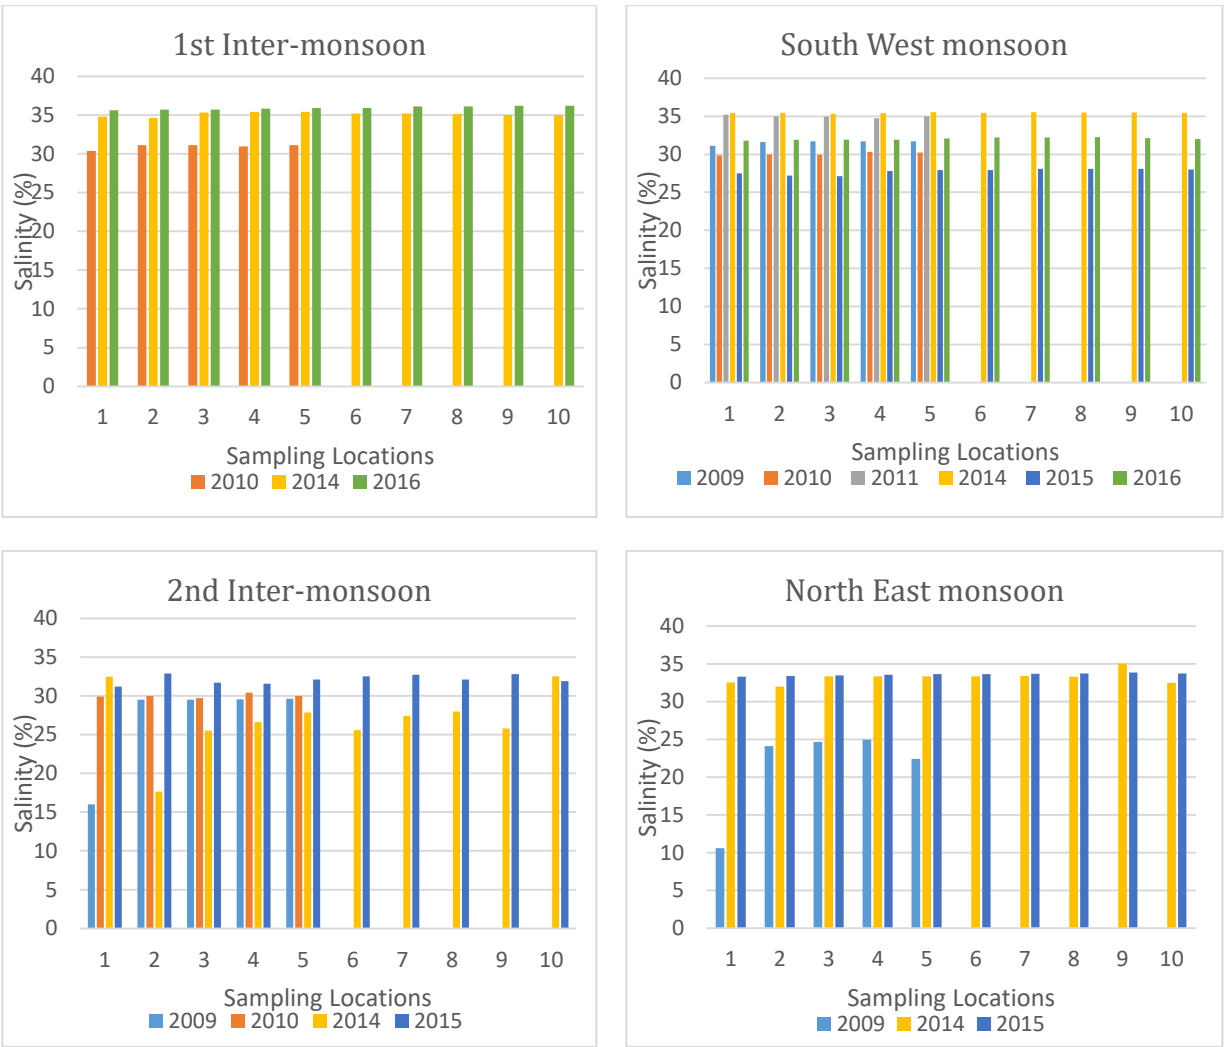 1st Inter-monsoon
40
35
30
25
20
15
10
5
0
Salinity (%)
1 2 3 4 5 6 7 8 9 10
Sampling Locations
2010 2014 2016
South West monsoon
40
35
30
25
20
15
10
5
0
Salinity (%)
1 2 3 4 5 6 7 8 9 10
Sampling Locations
2009 2010 2011 2014 2015 2016
2nd Inter-monsoon
40
35
30
25
20
15
10
5
0
Salinity (%)
1 2 3 4 5 6 7 8 9 10
Sampling Locations
2009 2010 2014 2015
North East monsoon
40
35
30
25
20
15
10
5
0
Salinity (%)
1 2 3 4 5 6 7 8 9 10
Sampling Locations
2009 2014 2015